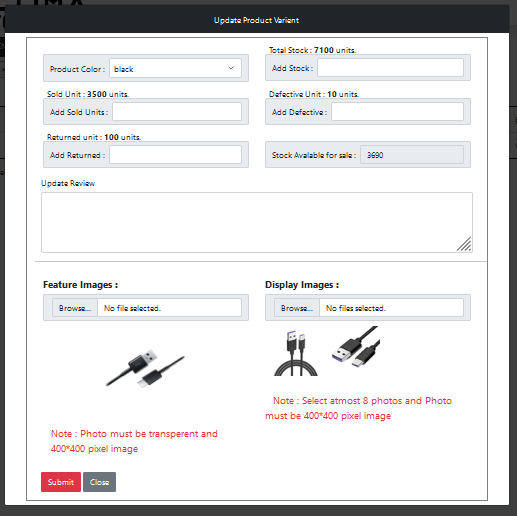 Update Product Varient
Total Stock : 7100 units.
Product Color : black
Add Stock :
Sold Unit : 3500 units.
Defective Unit : 10 units.
Add Sold Units :
Add Defective :
Returned unit : 100 units.
Add Returned :
Stock Avalable for sale : 3690
Update Review
Feature Images :
Display Images :
Browse... No file selected.
Browse... No files selected.
Note : Select atmost 8 photos and Photo
must be 400*400 pixel image
Note : Photo must be transperent and
400*400 pixel image
Submit Close